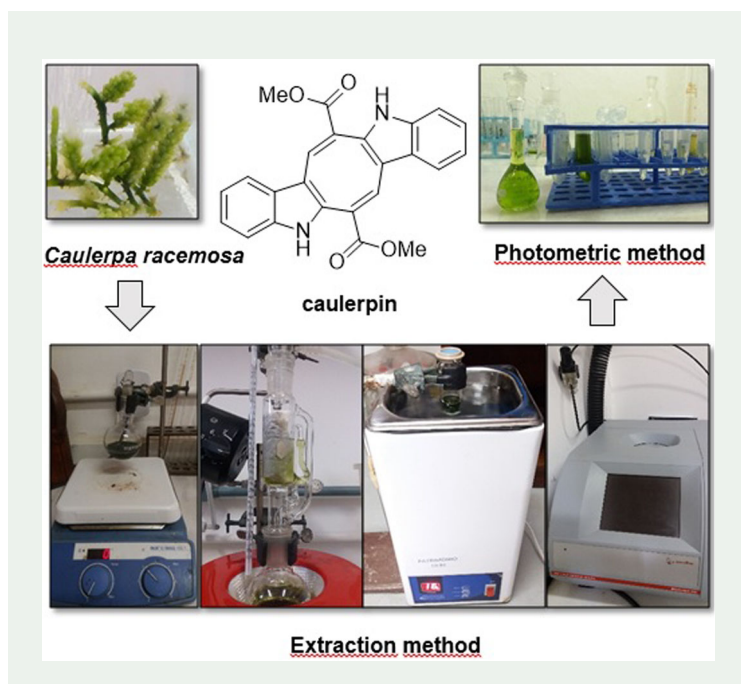 MeO
O
H
N
N
H
O
OMe
Caulerpa racemosa
caulerpin
Photometric method
Extraction method